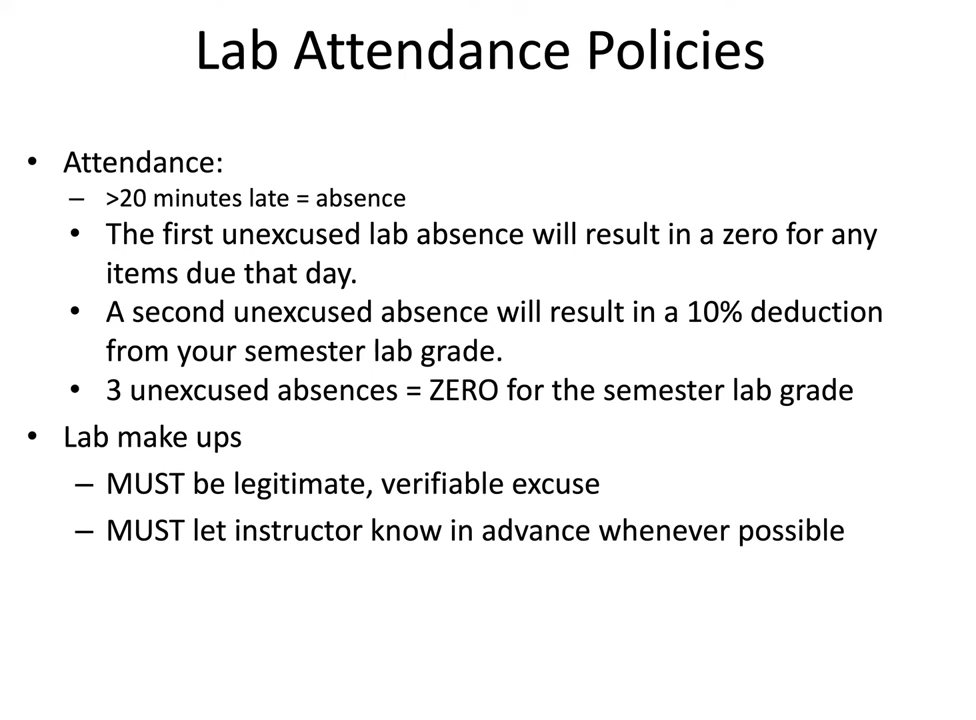 Lab Attendance Policies
• Attendance:
– >20 minutes late = absence
• The first unexcused lab absence will result in a zero for any
items due that day.
• A second unexcused absence will result in a 10% deduction
from your semester lab grade.
• 3 unexcused absences = ZERO for the semester lab grade
• Lab make ups
– MUST be legitimate, verifiable excuse
– MUST let instructor know in advance whenever possible